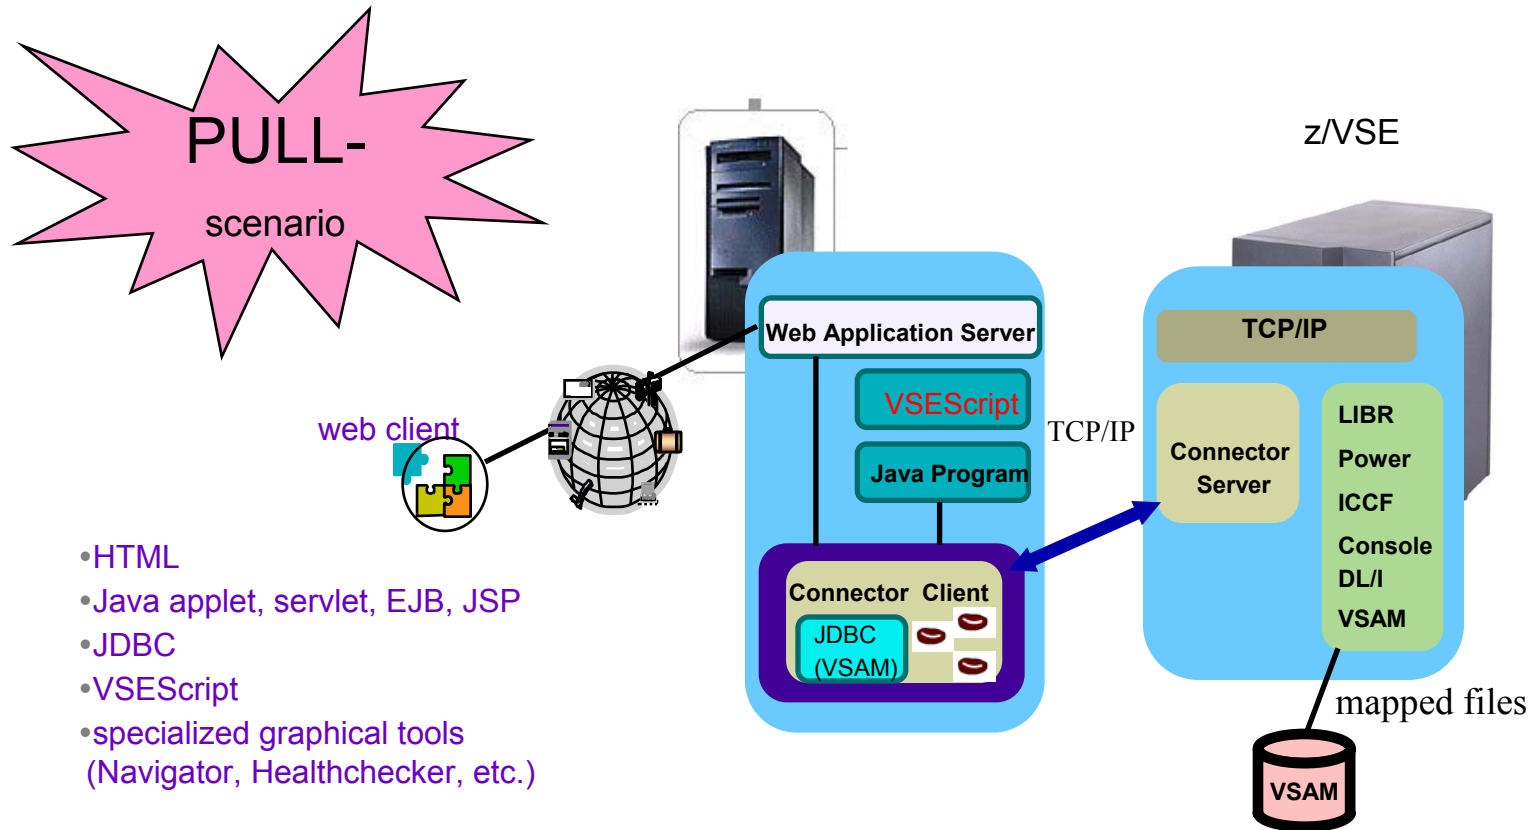 PULL-
scenario
z/VSE
Web Application Server
TCP/IP
VSEScript
web client
TCP/IP
Java Program
Connector
Server
LIBR
Power
ICCF
Console
DL/I
VSAM
•HTML
•Java applet, servlet, EJB, JSP
•JDBC
•VSEScript
•specialized graphical tools
(Navigator, Healthchecker, etc.)
Connector Client
JDBC
(VSAM)
mapped files
VSAM